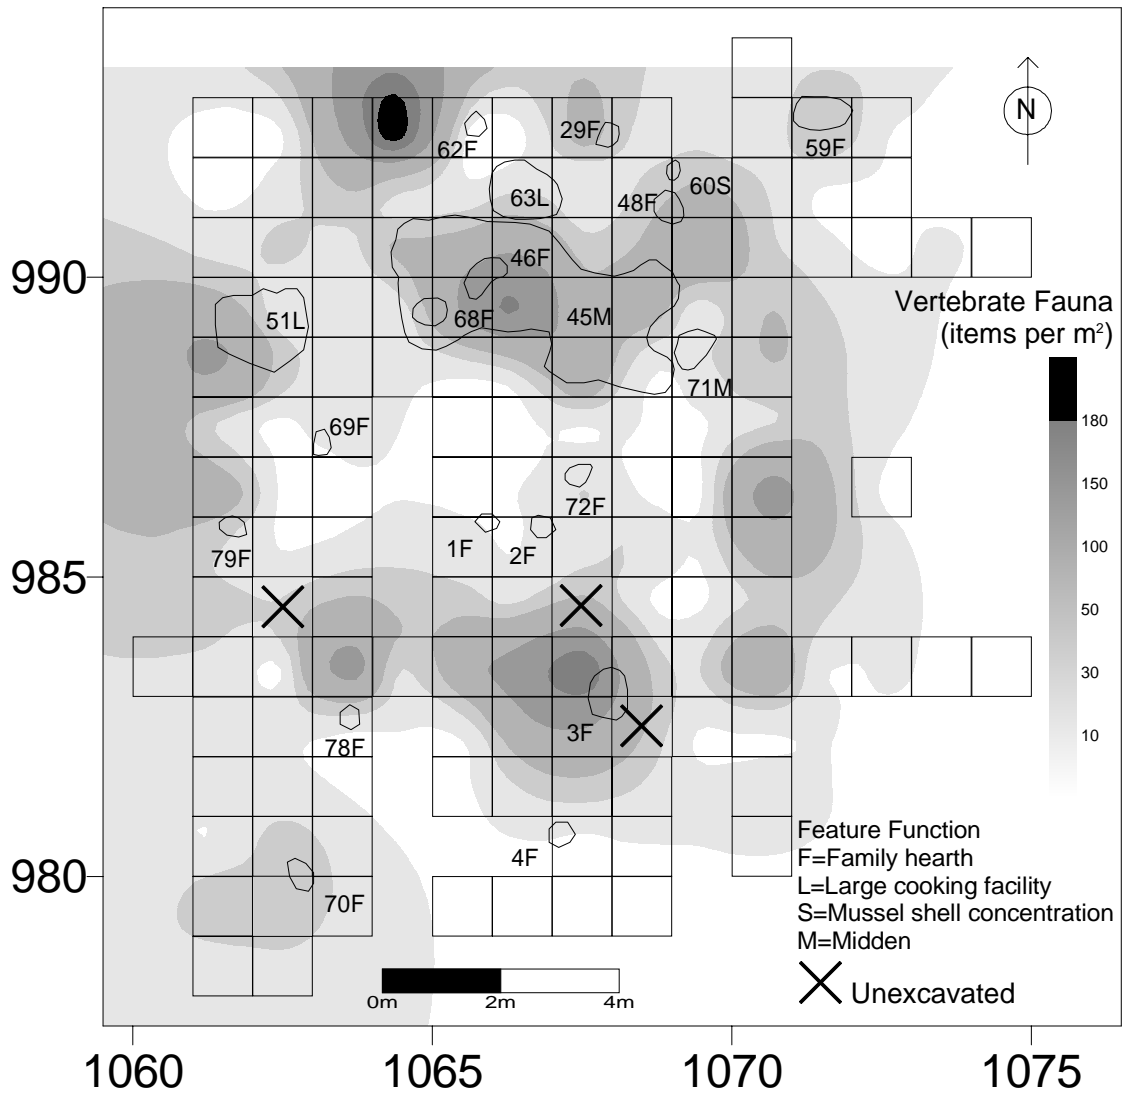 N
62F
29F
59F
63L
48F
60S
990
46F
51L
68F
45M
71M
Vertebrate Fauna
(items per m²)
180
150
100
50
30
10
69F
72F
1F
2F
79F
985
3F
78F
4F
980
70F
Feature Function
F=Family hearth
L=Large cooking facility
S=Mussel shell concentration
M=Midden
Unexcavated
0m 2m 4m
1060 1065 1070 1075